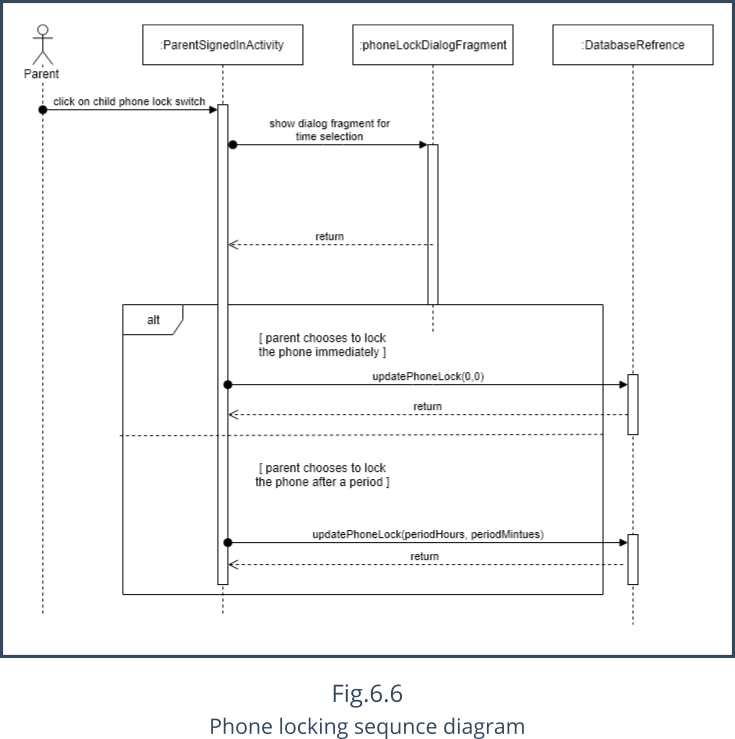 :ParentSignedInActivity
:phoneLockDialogFragment
:DatabaseRefrence
Parent
click on child phone lock switch
show dialog fragment for
time selection
return
alt
[ parent chooses to lock
the phone immediately ]
updatePhoneLock(0,0)
return
[ parent chooses to lock
the phone after a period ]
updatePhoneLock(periodHours, periodMintues)
return
Fig.6.6
Phone locking sequnce diagram